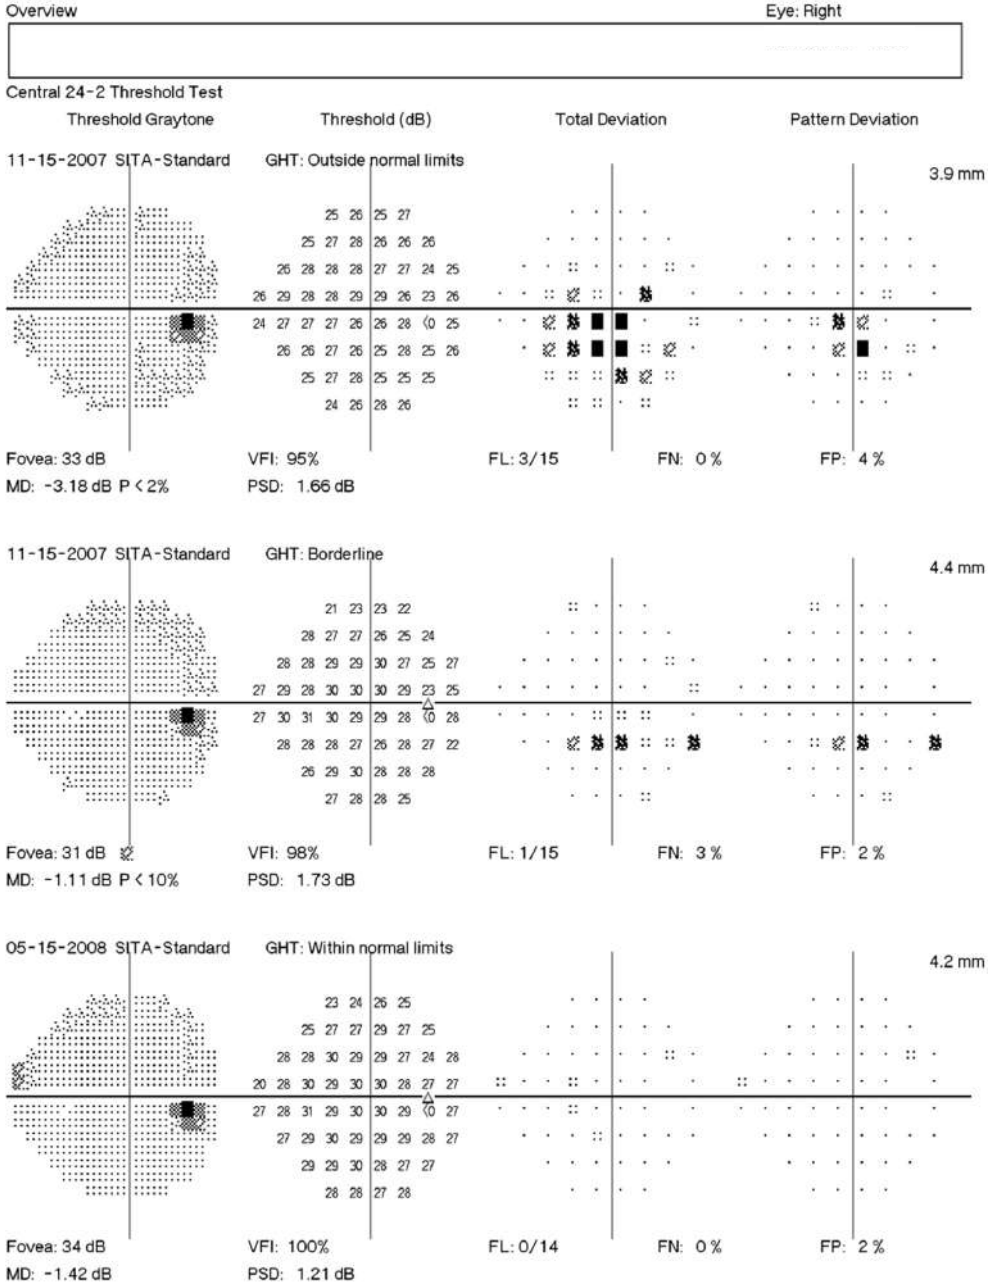 Overview Eye: Right
Central 24-2 Threshold Test
Threshold Graytone Threshold (dB) Total Deviation Pattern Deviation
11-15-2007 SITA-Standard GHT: Outside normal limits
3.9 mm
25 26 25 27
25 27 28 26 26 26
26 28 28 28 27 27 24 25
26 29 28 28 29 29 26 23 26
24 27 27 27 26 26 28 <0 25
26 26 27 26 25 28 25 26
25 27 28 25 25 25
24 26 28 26
Fovea: 33 dB VFI: 95% FL: 3/15 FN: 0 % FP: 4 %
MD: -3.18 dB P < 2% PSD: 1.66 dB
11-15-2007 SITA-Standard GHT: Borderline
4.4 mm
21 23 23 22
28 27 27 26 25 24
28 28 29 29 30 27 25 27
27 29 28 30 30 30 29 23 25
27 30 31 30 29 29 28 <0 28
28 28 28 27 26 28 27 22
26 29 30 28 28 28
27 28 28 25
Fovea: 31 dB VFI: 98% FL: 1/15 FN: 3 % FP: 2 %
MD: -1.11 dB P < 10% PSD: 1.73 dB
05-15-2008 SITA-Standard GHT: Within normal limits
4.2 mm
23 24 26 25
25 27 27 29 27 25
28 28 30 29 29 27 24 28
20 28 30 29 30 30 28 27 27
27 28 31 29 30 30 29 <0 27
27 29 30 29 29 29 28 27
29 29 30 28 27 27
28 28 27 28
Fovea: 34 dB VFI: 100% FL: 0/14 FN: 0 % FP: 2 %
MD: -1.42 dB PSD: 1.21 dB